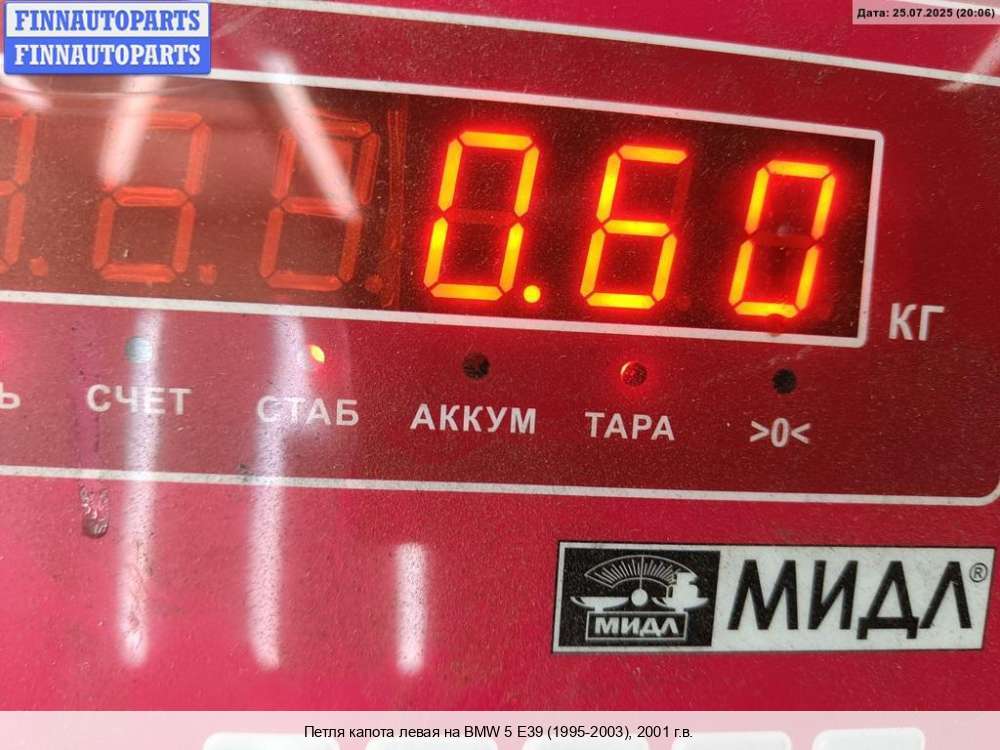 FINNAUTOPARTS
FINNAUTOPARTS
Дата: 25.07.2025 (20:06)
0.60
КГ
Ь СЧЕТ СТАБ АККУМ ТАРА >0<
МИДЛ МИДЛ®
Петля капота левая на BMW 5 E39 (1995-2003), 2001 г.в.